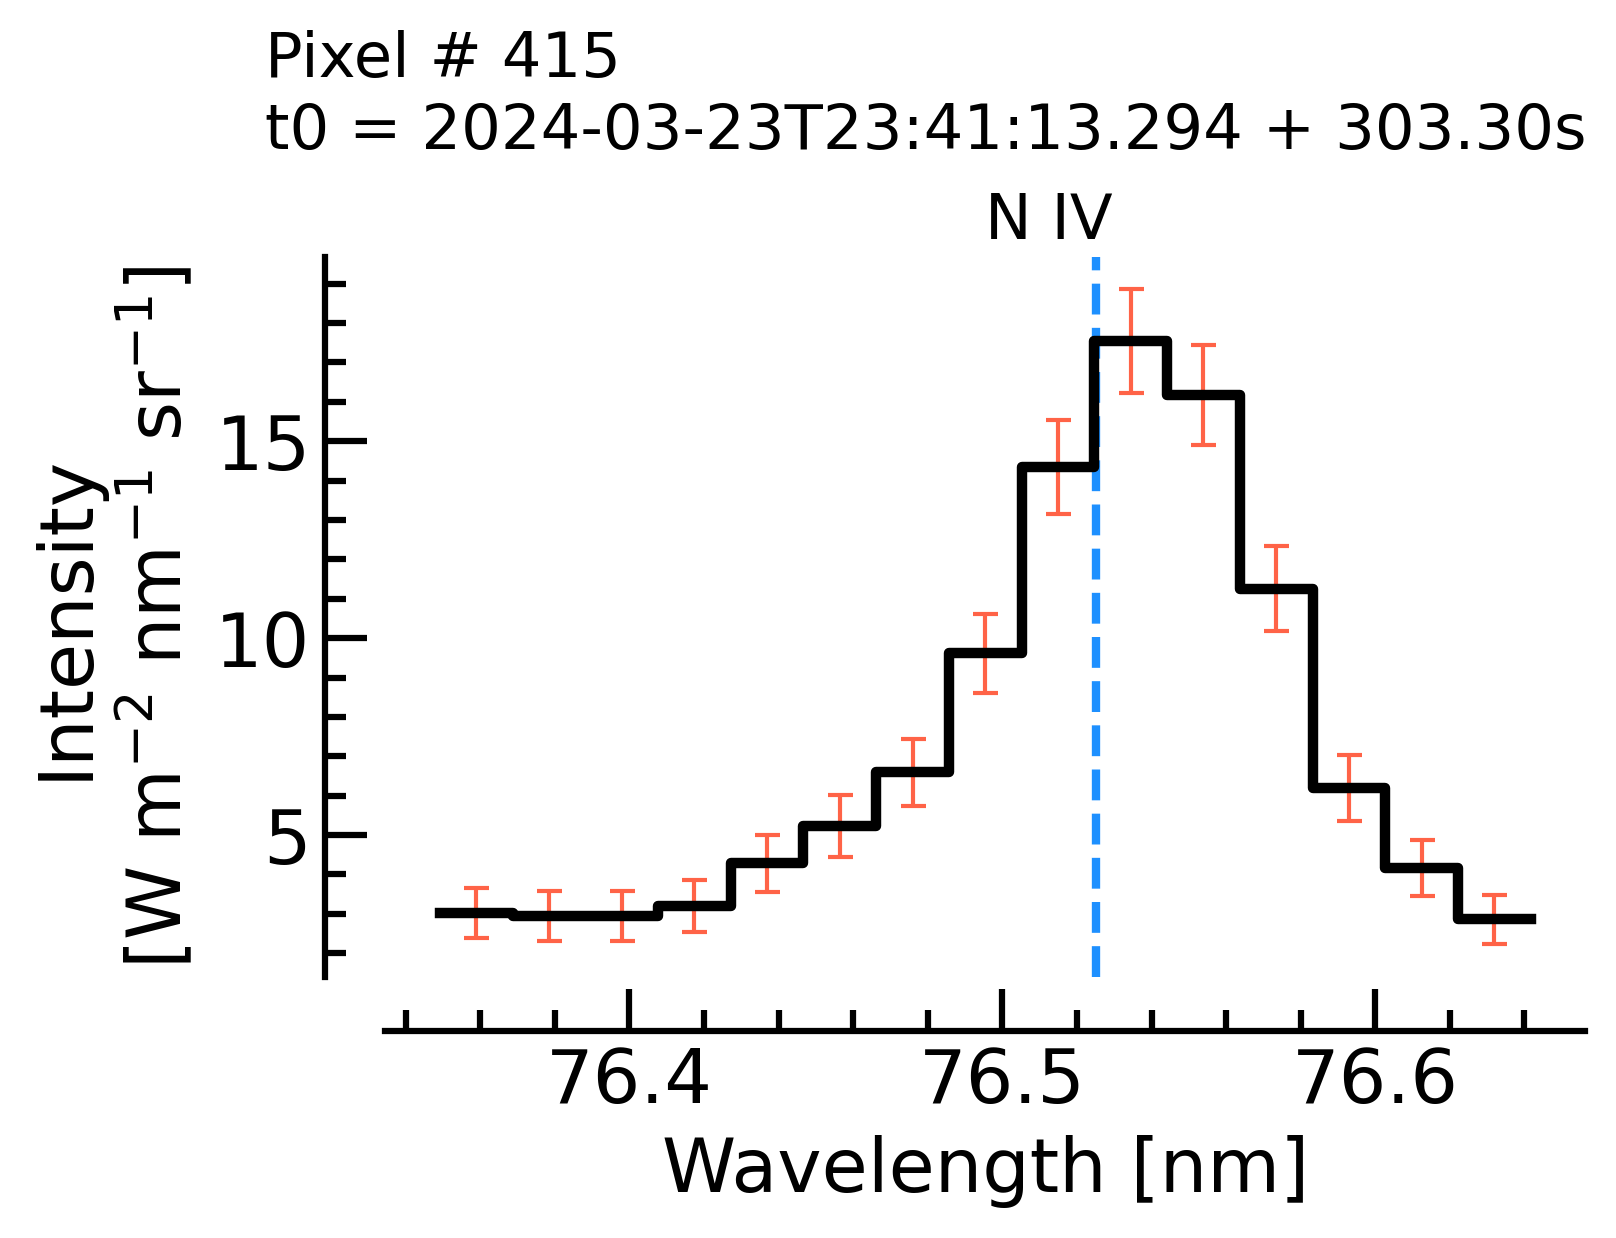 Pixel # 415
t0 = 2024-03-23T23:41:13.294 + 303.30s
N IV
Intensity
[W m⁻² nm⁻¹ sr⁻¹]
15
10
5
76.4 76.5 76.6
Wavelength [nm]